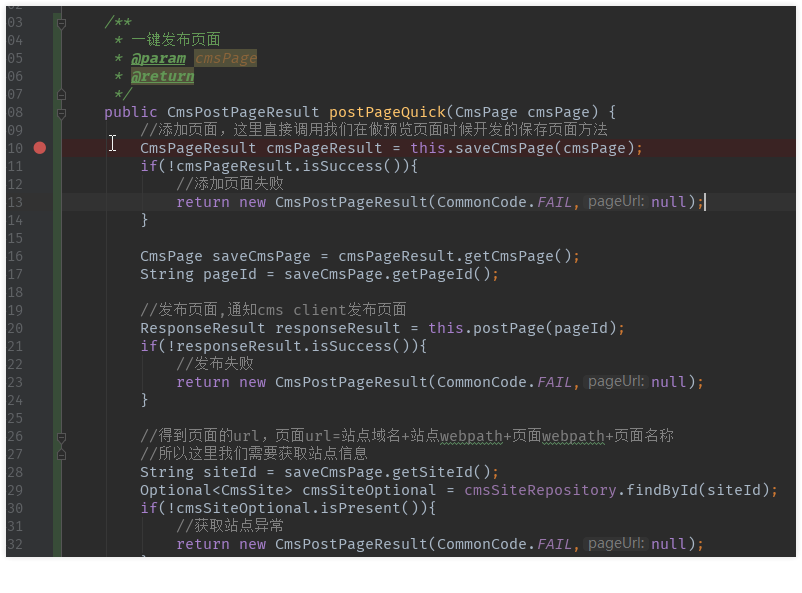 03 /**
04 * 一键发布页面
05 * @param cmsPage
06 * @return
07 */
08 public CmsPostPageResult postPageQuick(CmsPage cmsPage) {
09 //添加页面，这里直接调用我们在做预览页面时候开发的保存页面方法
10 CmsPageResult cmsPageResult = this.saveCmsPage(cmsPage);
11 if(!cmsPageResult.isSuccess()){
12 //添加页面失败
13 return new CmsPostPageResult(CommonCode.FAIL, pageUrl: null);
14 }
15
16 CmsPage saveCmsPage = cmsPageResult.getCmsPage();
17 String pageId = saveCmsPage.getPageId();
18
19 //发布页面,通知cms client发布页面
20 ResponseResult responseResult = this.postPage(pageId);
21 if(!responseResult.isSuccess()){
22 //发布失败
23 return new CmsPostPageResult(CommonCode.FAIL, pageUrl: null);
24 }
25
26 //得到页面的url，页面url=站点域名+站点webpath+页面webpath+页面名称
27 //所以这里我们需要获取站点信息
28 String siteId = saveCmsPage.getSiteId();
29 Optional<CmsSite> cmsSiteOptional = cmsSiteRepository.findById(siteId);
30 if(!cmsSiteOptional.isPresent()){
31 //获取站点异常
32 return new CmsPostPageResult(CommonCode.FAIL, pageUrl: null);